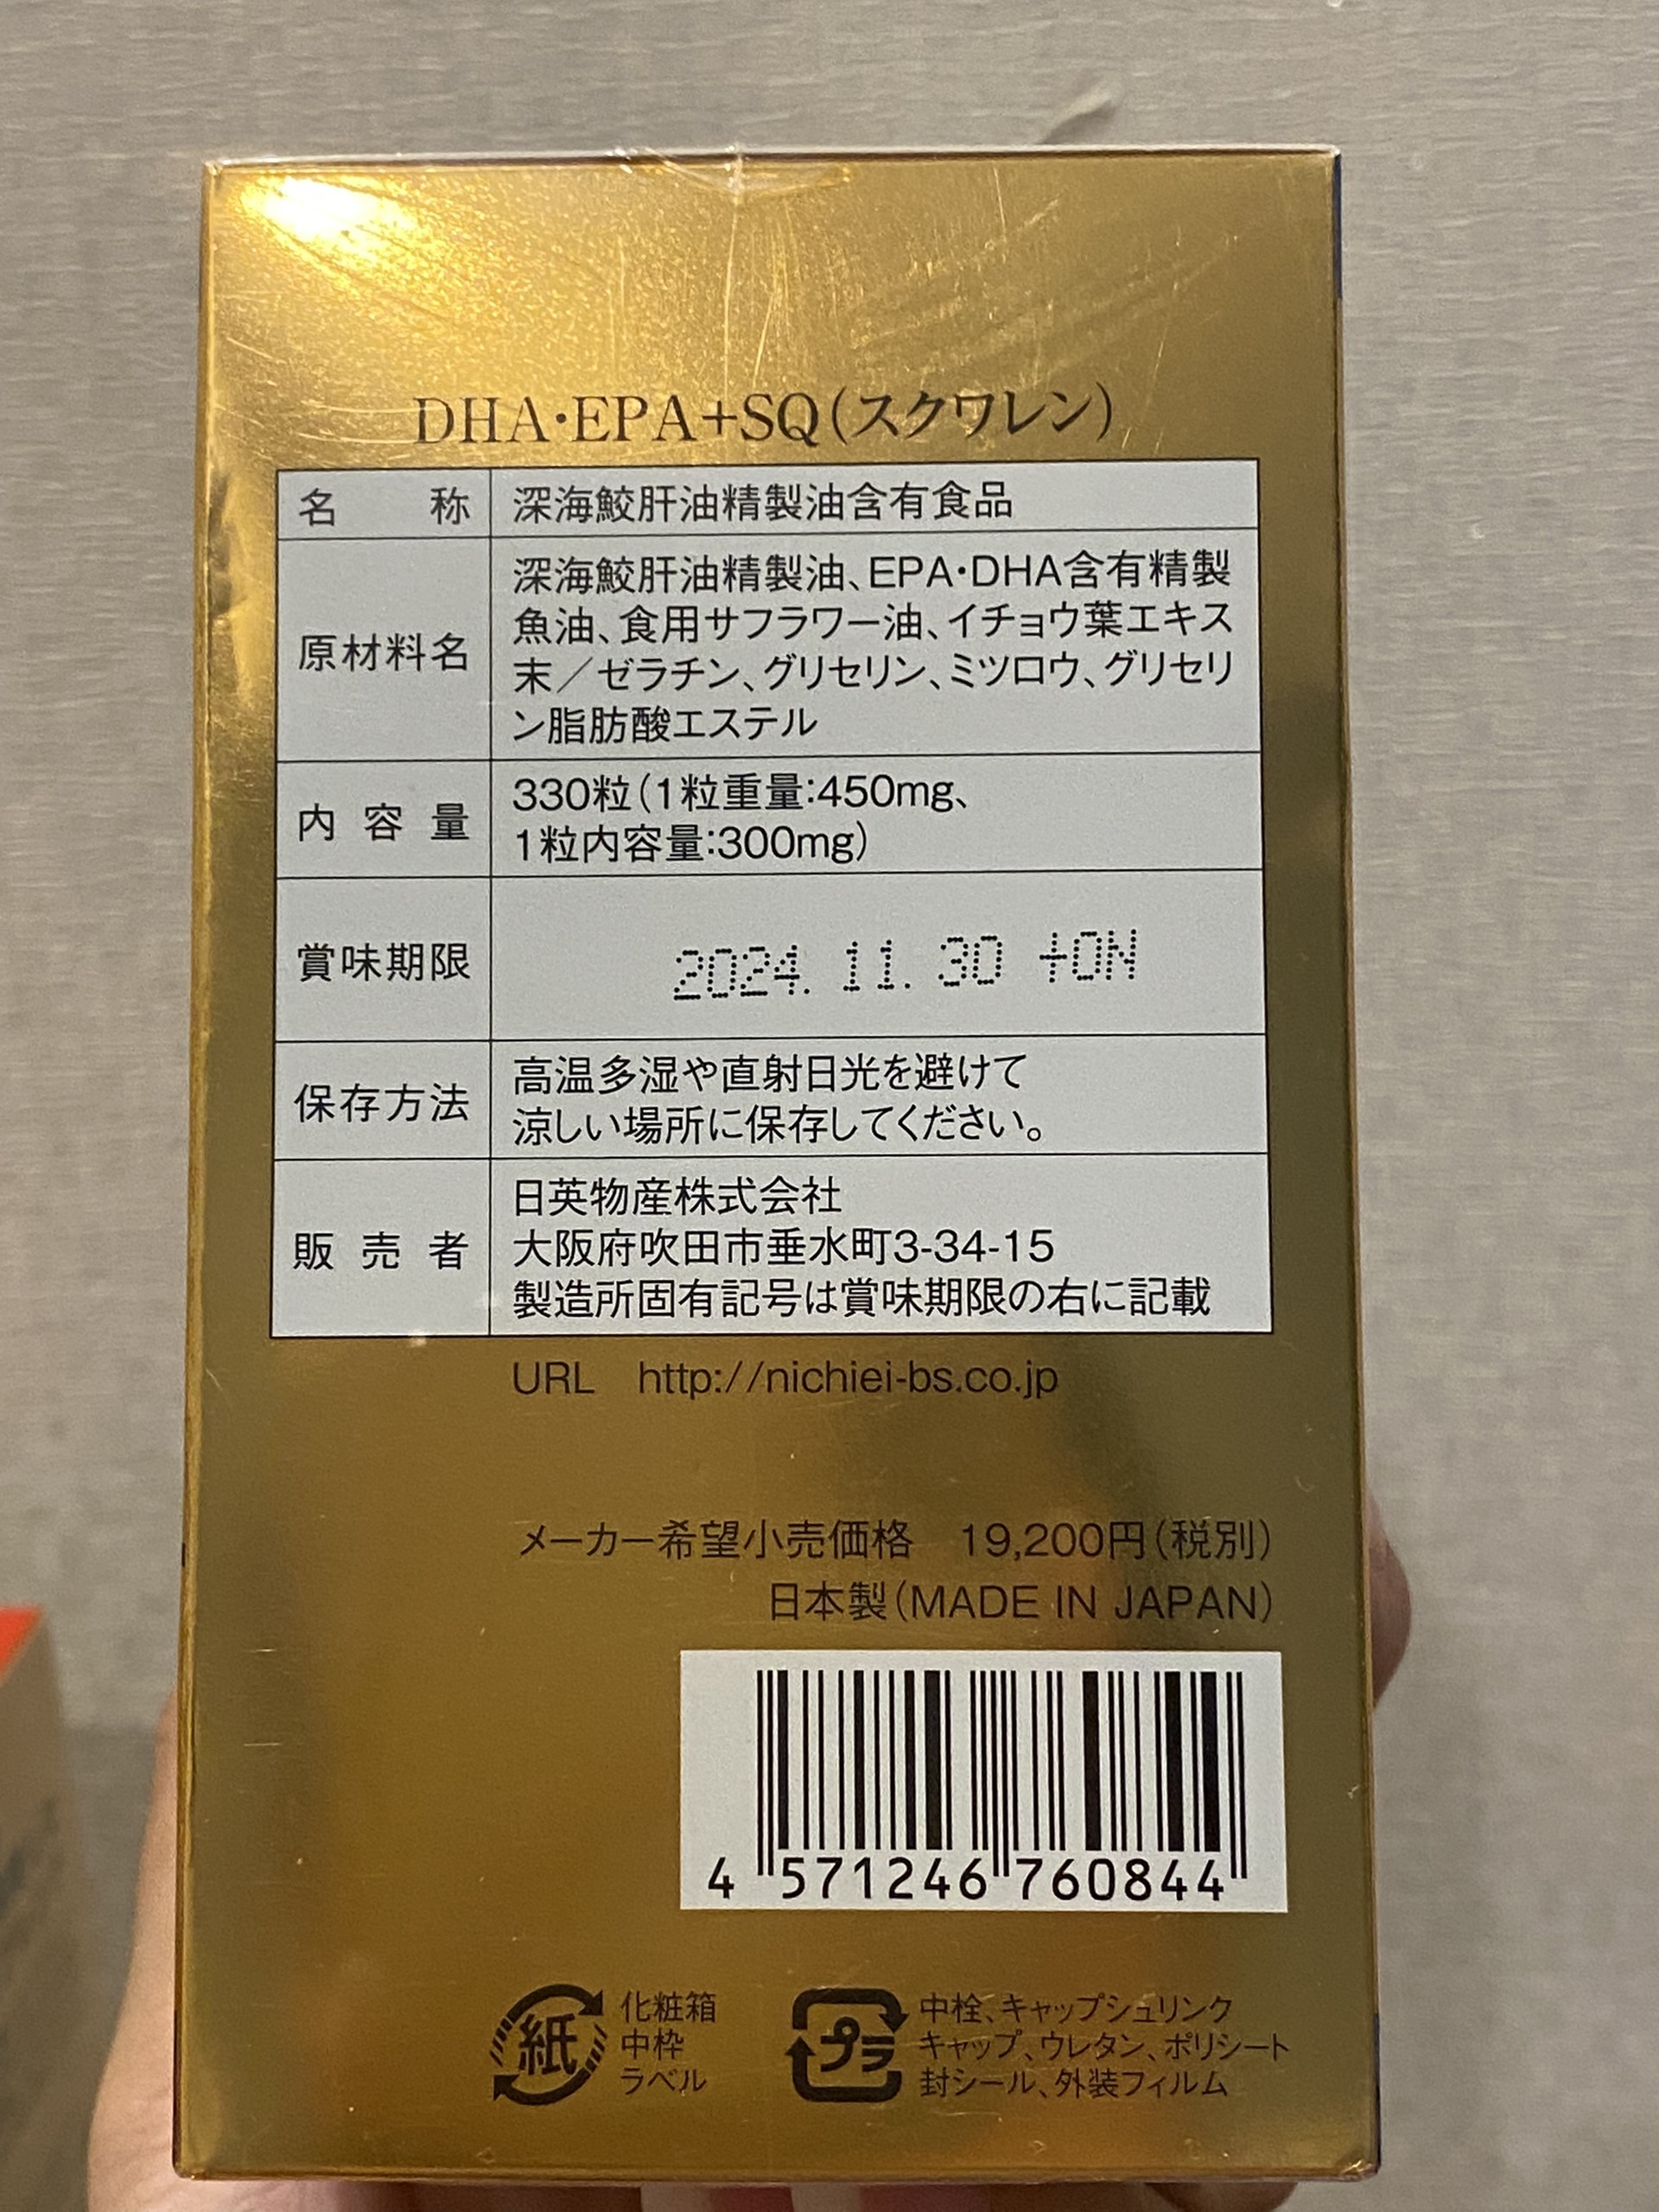 DHA・EPA+SQ(スクワレン)
名称 深海鮫肝油精製油含有食品
原材料名 深海鮫肝油精製油、EPA・DHA含有精製
魚油、食用サフラワー油、イチョウ葉エキス
末／ゼラチン、グリセリン、ミツロウ、グリセリ
ン脂肪酸エステル
内容量 330粒(1粒重量:450mg、
1粒内容量:300mg)
賞味期限 2024. 11. 30 +ON
保存方法 高温多湿や直射日光を避けて
涼しい場所に保存してください。
販売者 日英物産株式会社
大阪府吹田市垂水町3-34-15
製造所固有記号は賞味期限の右に記載
URL http://nichiei-bs.co.jp
メーカー希望小売価格 19,200円(税別)
日本製(MADE IN JAPAN)
4 571246 760844
紙 化粧箱
中枠
ラベル
プラ 中栓、キャップシュリンク
キャップ、ウレタン、ポリシート
封シール、外装フィルム